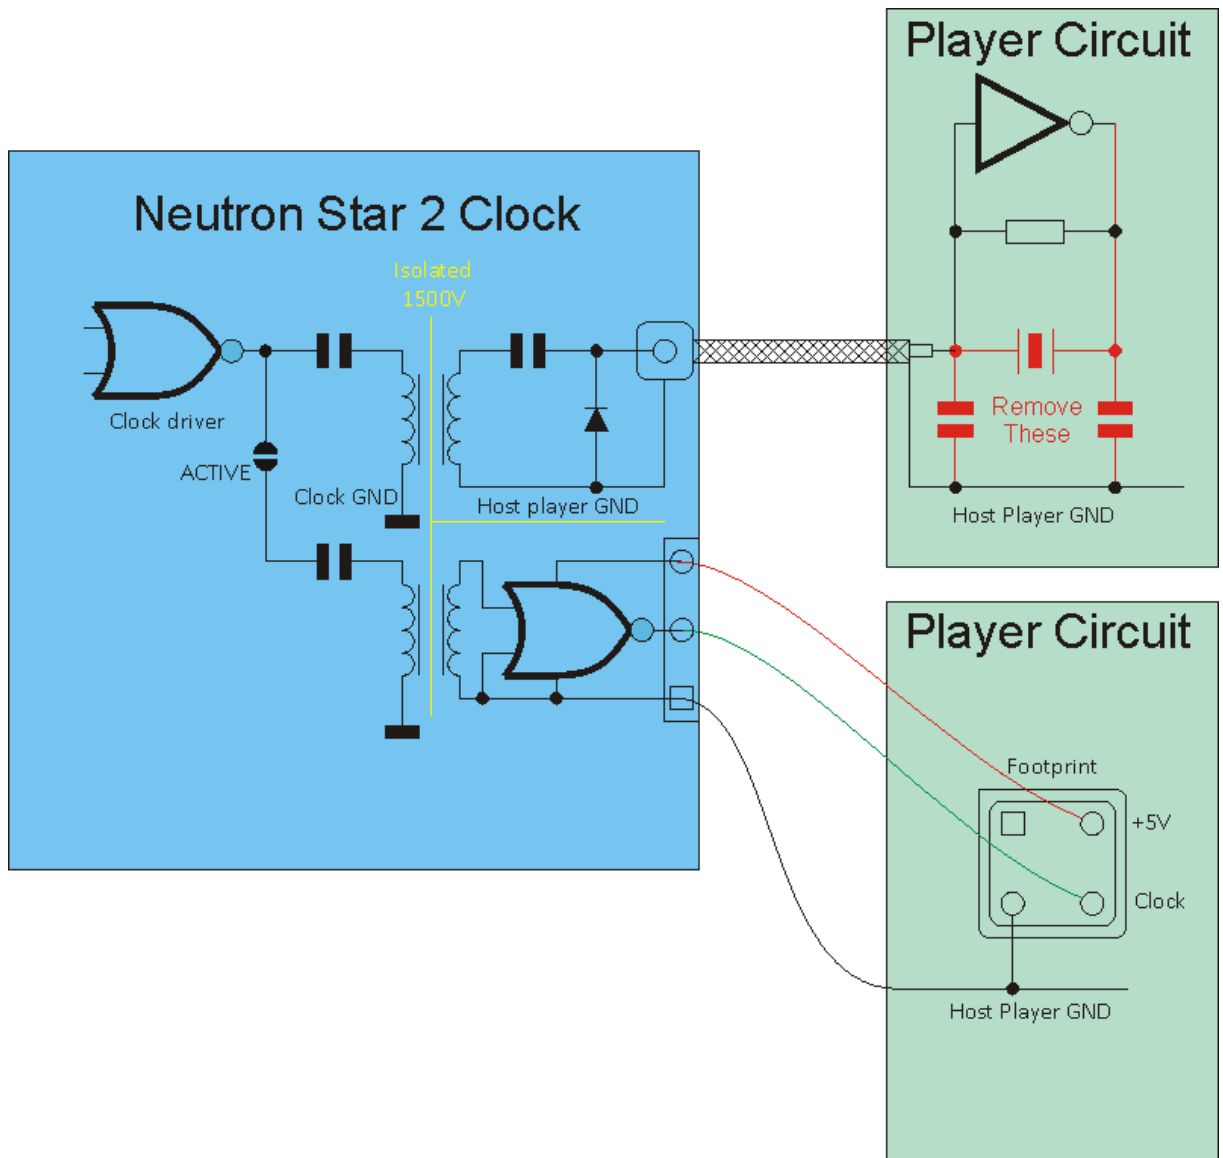 Player Circuit
Neutron Star 2 Clock
Isolated
1500V
Clock driver
ACTIVE
Clock GND
Host player GND
Remove
These
Host Player GND
Player Circuit
Footprint
+5V
Clock
Host Player GND